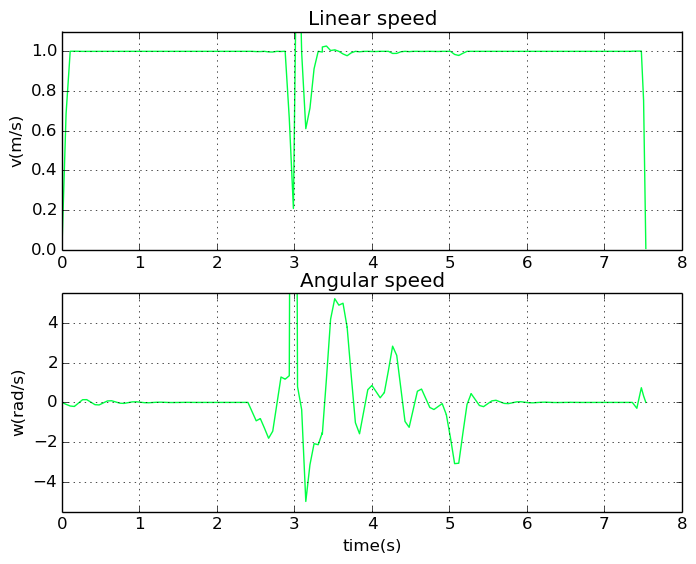 Linear speed
v(m/s)
1.0
0.8
0.6
0.4
0.2
0.0
0 1 2 3 4 5 6 7 8
Angular speed
w(rad/s)
4
2
0
−2
−4
0 1 2 3 4 5 6 7 8
time(s)